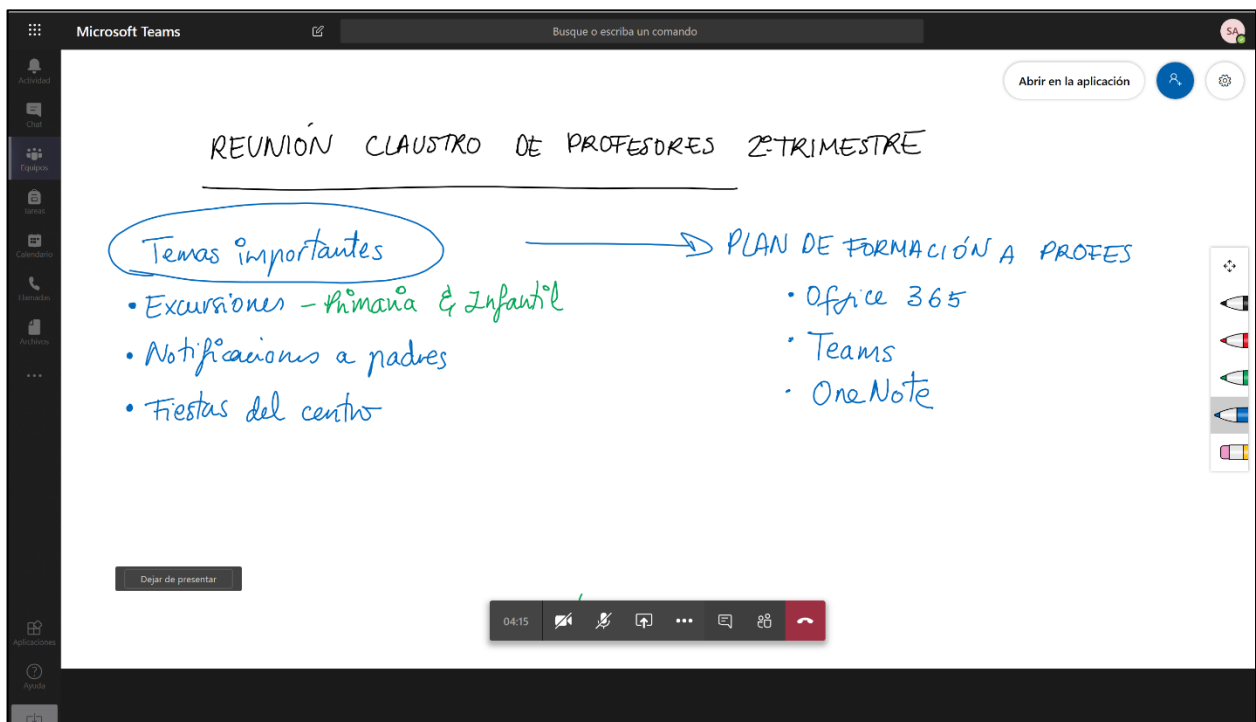 Microsoft Teams
Busque o escriba un comando
SA
Actividad
Chat
Equipos
Tareas
Calendario
Llamadas
Archivos
Abrir en la aplicación
REUNIÓN CLAUSTRO DE PROFESORES 2º TRIMESTRE
Temas importantes
PLAN DE FORMACIÓN A PROFES
• Excursiones - Primaria & Infantil
• Notificaciones a padres
• Fiestas del centro
• Office 365
• Teams
• OneNote
Dejar de presentar
04:15
Aplicaciones
Ayuda